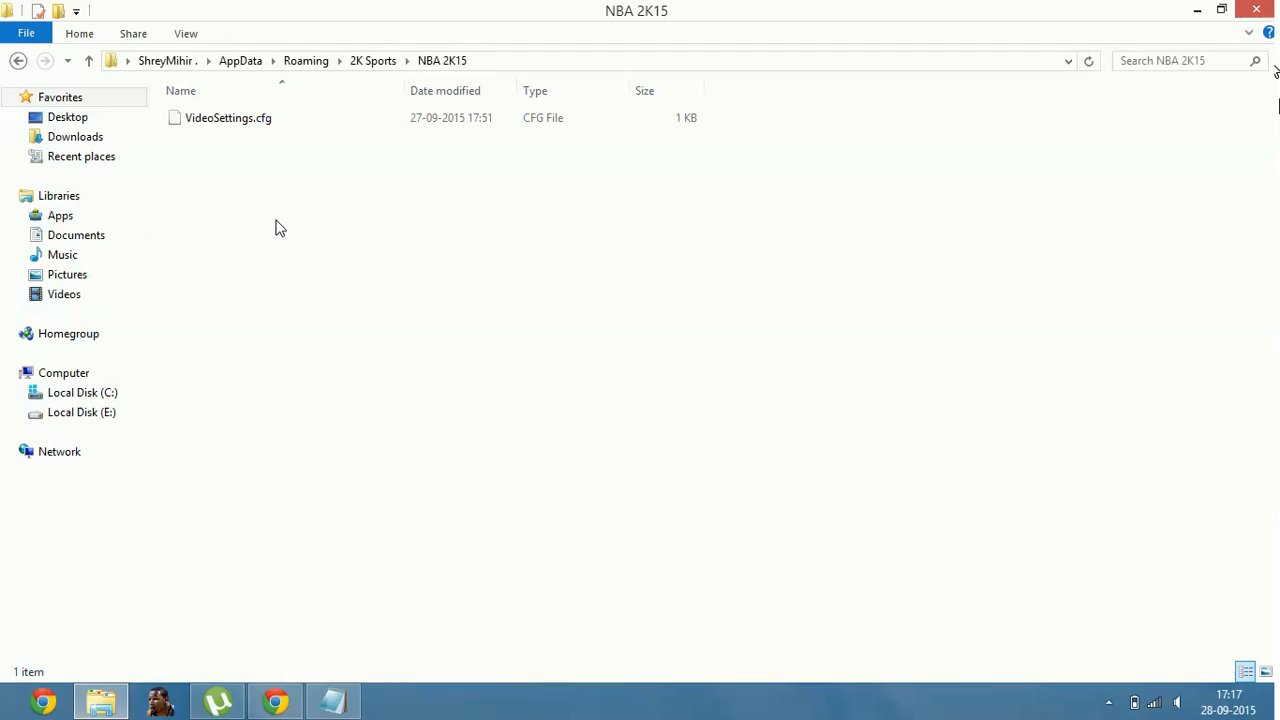 NBA 2K15
File Home Share View
ShreyMihir . AppData Roaming 2K Sports NBA 2K15 Search NBA 2K15
Name Date modified Type Size
VideoSettings.cfg 27-09-2015 17:51 CFG File 1 KB
Favorites
Desktop
Downloads
Recent places
Libraries
Apps
Documents
Music
Pictures
Videos
Homegroup
Computer
Local Disk (C:)
Local Disk (E:)
Network
1 item
17:17
28-09-2015